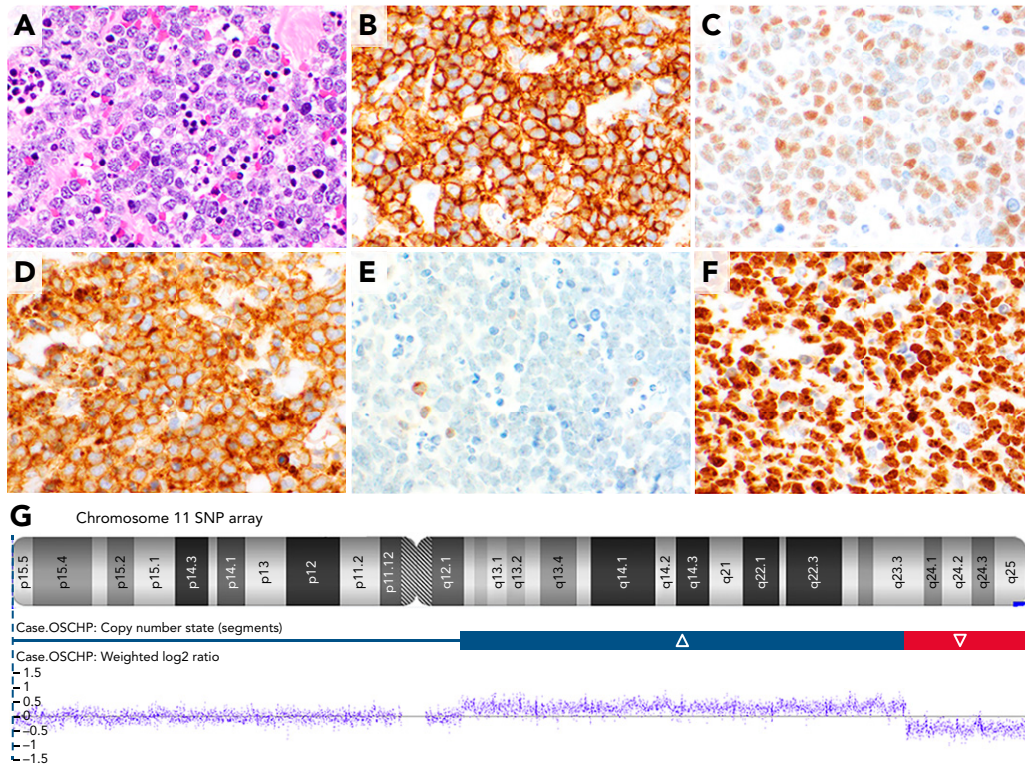 A
B
C
D
E
F
G
Chromosome 11 SNP array
p15.5
p15.4
p15.2
p15.1
p14.3
p14.1
p13
p12
p11.2
p11.12
q12.1
q13.1
q13.2
q13.4
q14.1
q14.2
q14.3
q21
q22.1
q22.3
q23.3
q24.1
q24.2
q24.3
q25
Case.OSCHP: Copy number state (segments)
Case.OSCHP: Weighted log2 ratio
1.5
1
0.5
0
−0.5
−1
−1.5